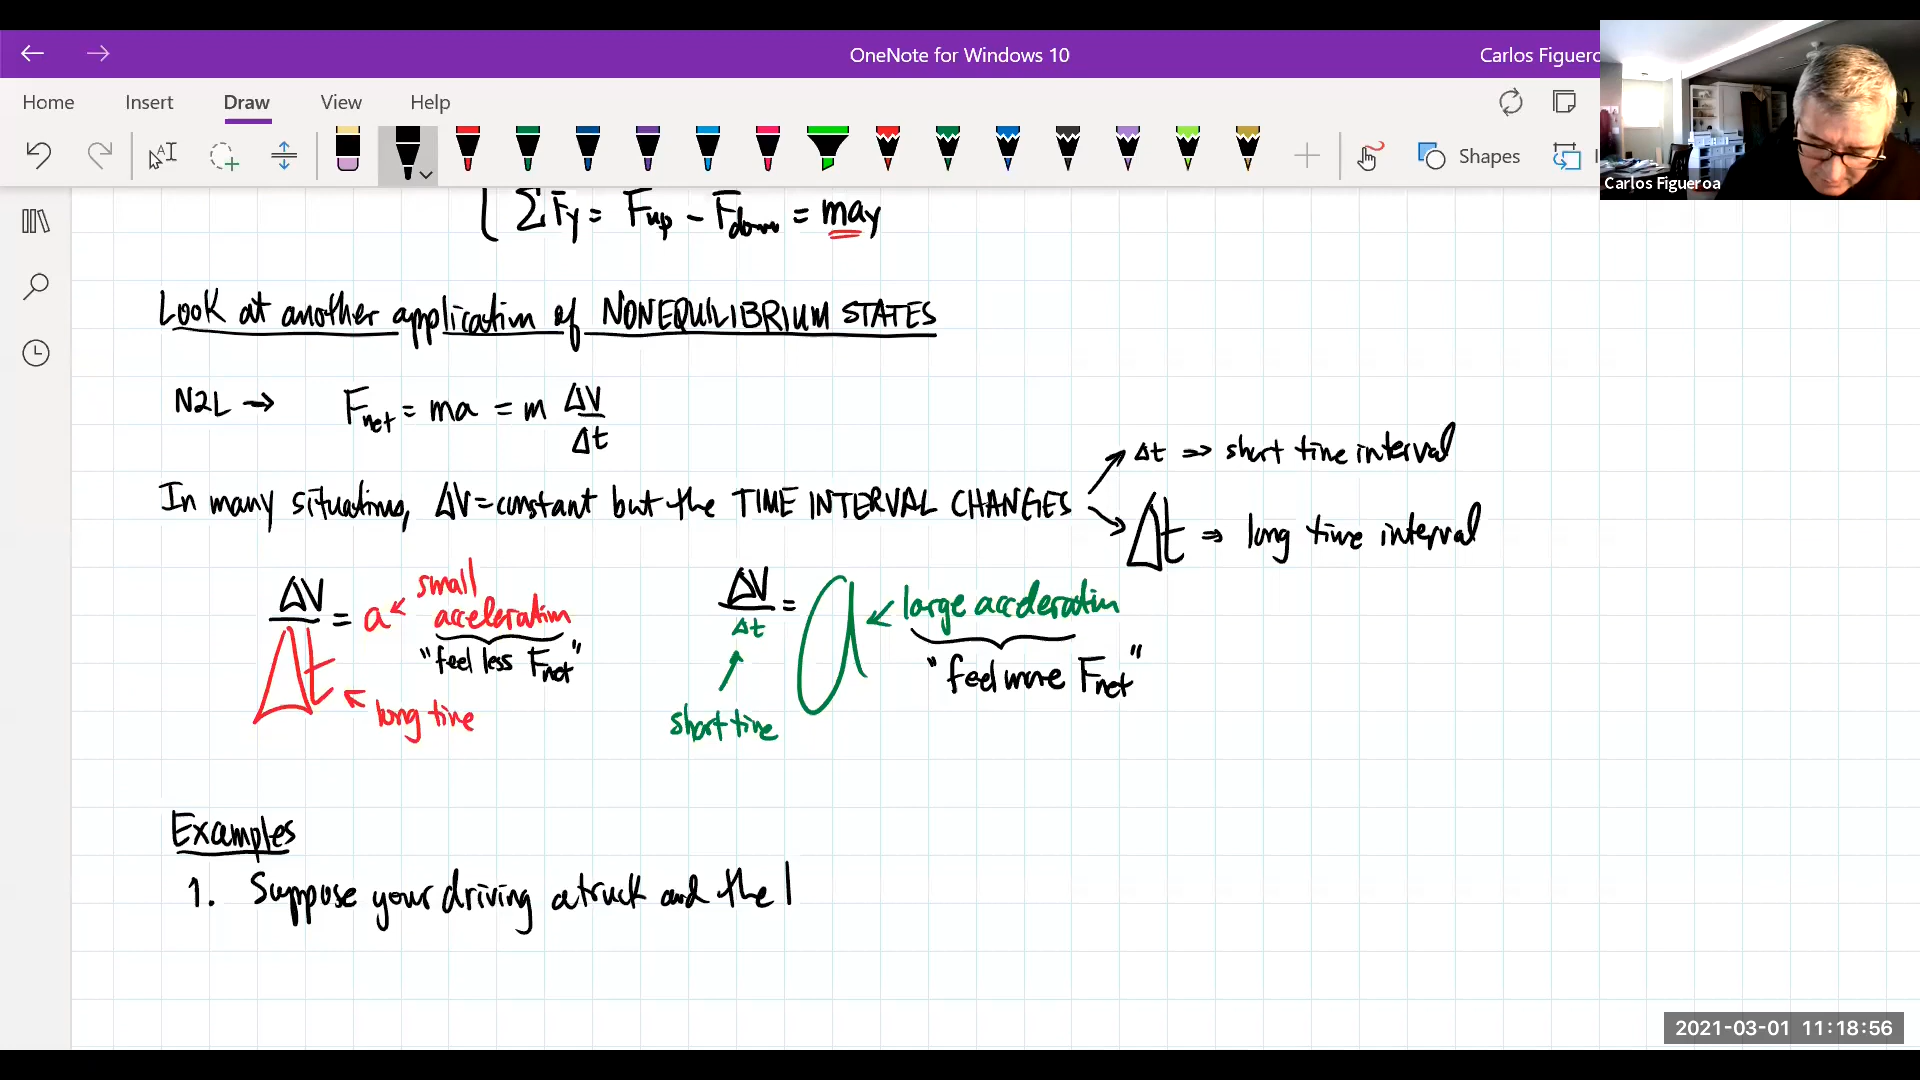 OneNote for Windows 10
Carlos Figuero
Home Insert Draw View Help
Shapes
Carlos Figueroa
ΣFy = Fup - Fdown = may
Look at another application of NONEQUILIBRIUM STATES
N2L → Fnet = ma = m ΔV
Δt
Δt ⇒ short time interval
In many situations, ΔV = constant but the TIME INTERVAL CHANGES
Δt ⇒ long time interval
ΔV
Δt = a ← small
acceleration
"feel less Fnet"
← long time
ΔV
Δt = a ← large acceleration
"feel more Fnet"
short time
Examples
1. Suppose your driving a truck and the
2021-03-01 11:18:56